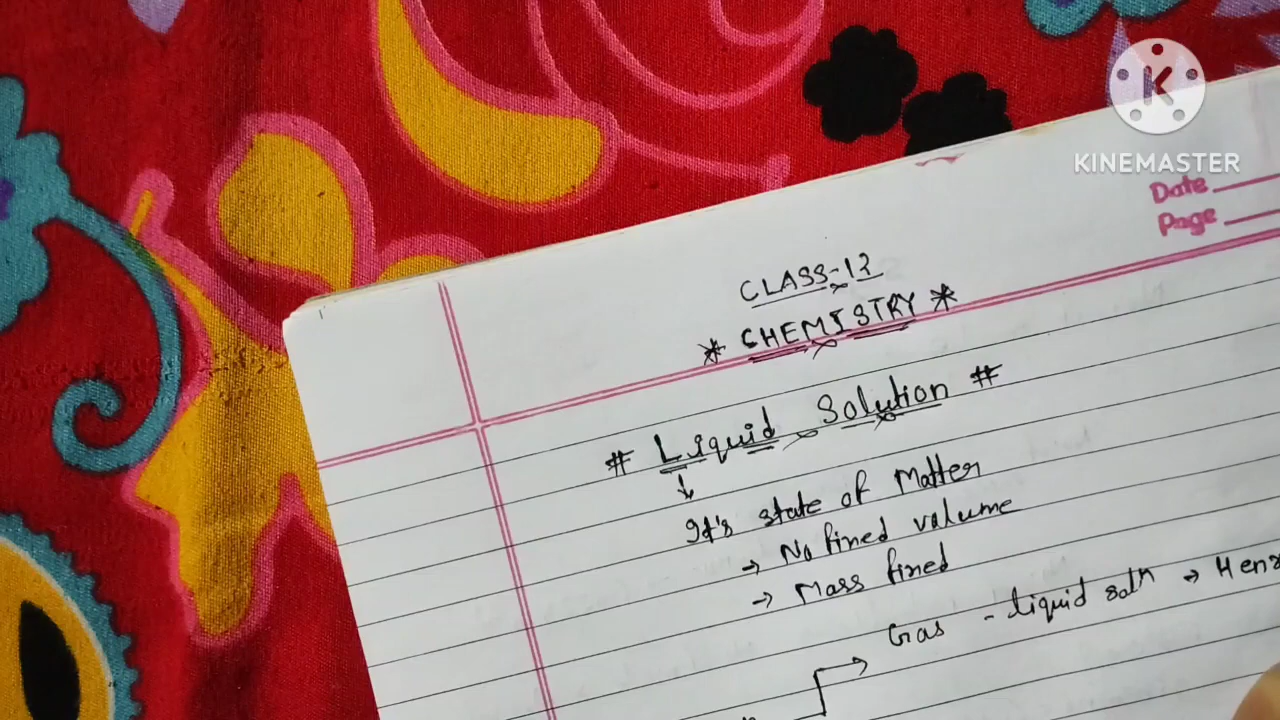 KINEMASTER
Date
Page
CLASS-12
* CHEMISTRY *
# Liquid Solution #
↓
It's state of Matter
→ No fixed volume
→ Mass fixed
Gas - liquid solⁿ →